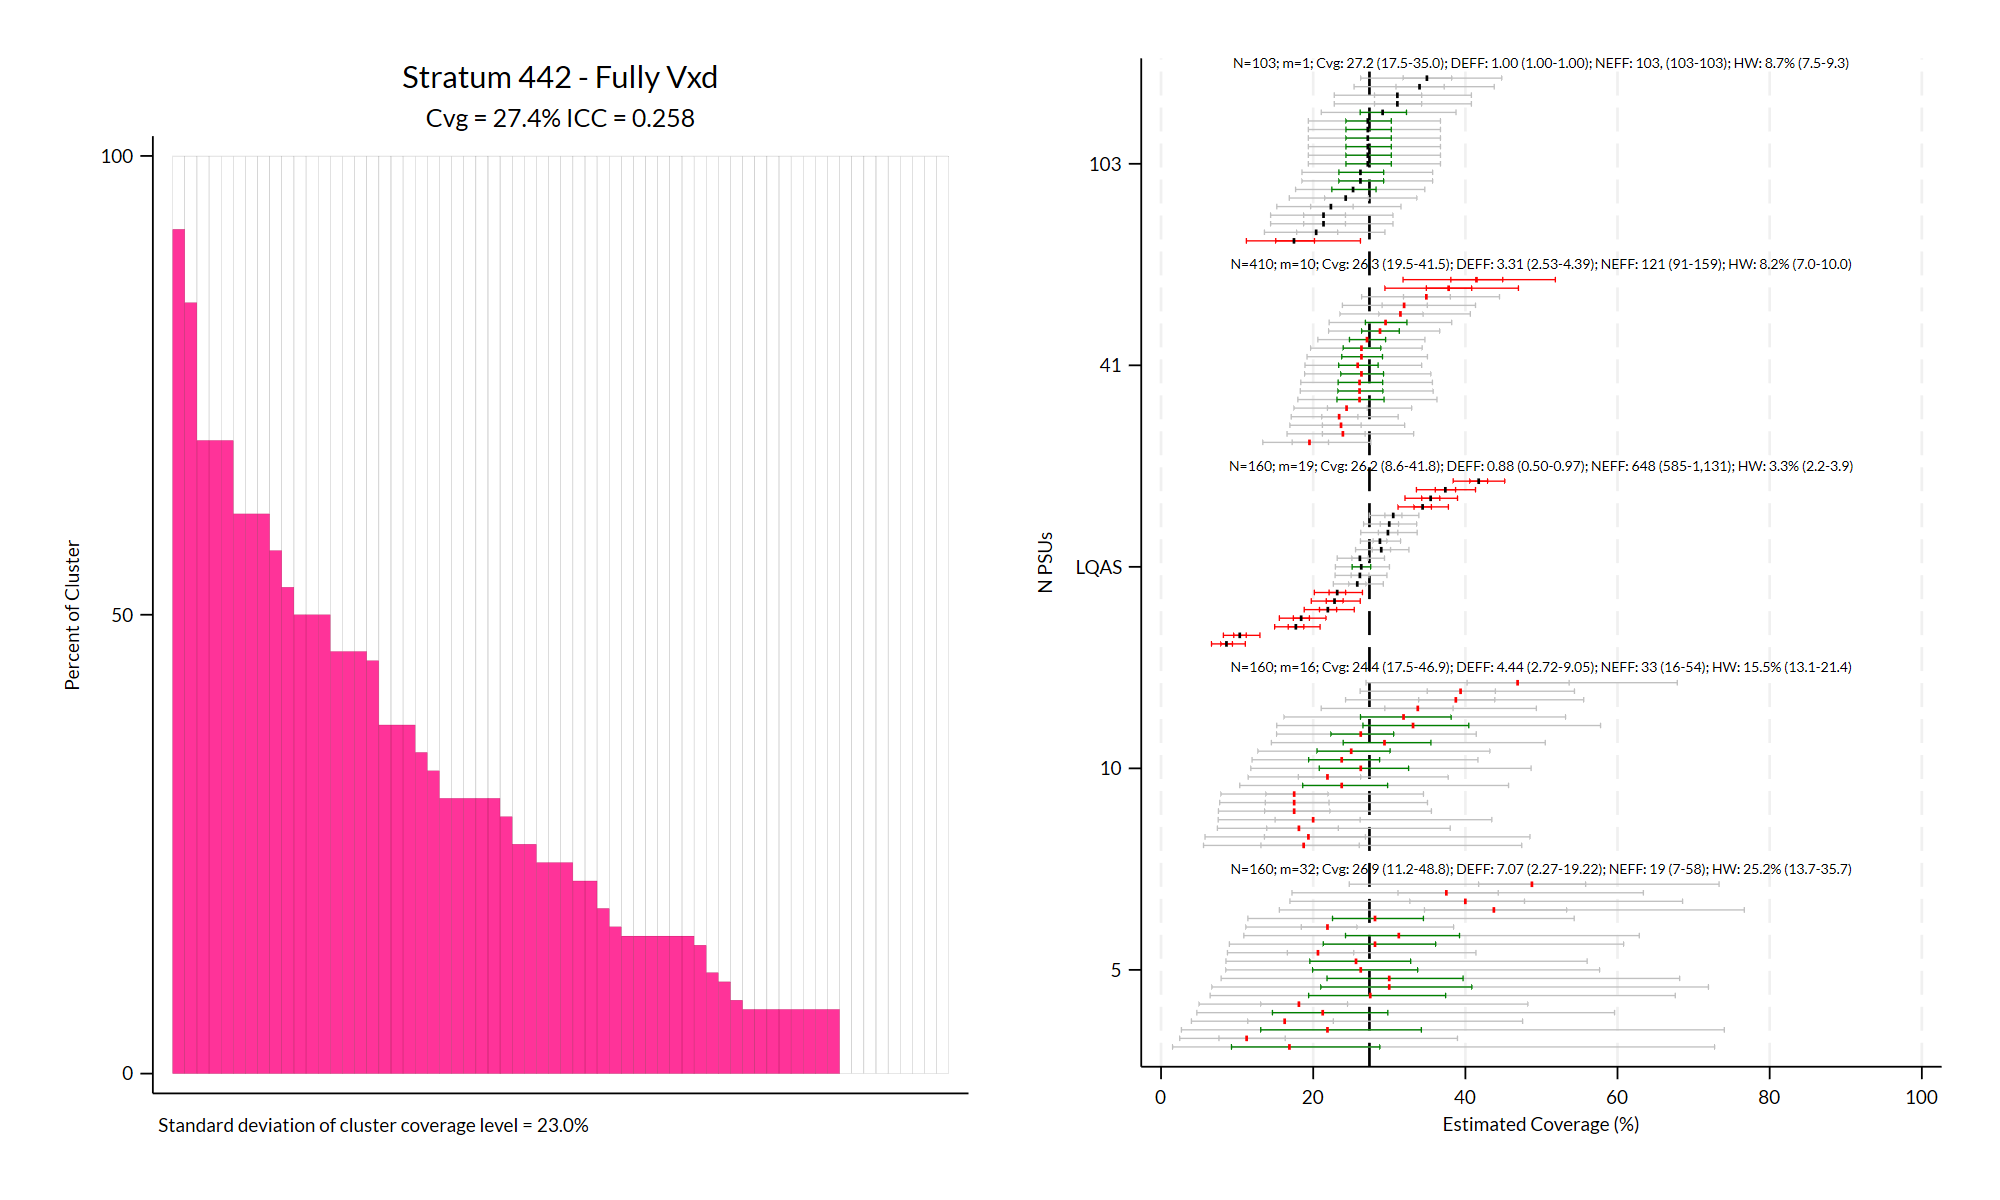 Stratum 442 - Fully Vxd
Cvg = 27.4% ICC = 0.258
Percent of Cluster
100
50
0
Standard deviation of cluster coverage level = 23.0%
N PSUs
103
41
LQAS
10
5
N=103; m=1; Cvg: 27.2 (17.5-35.0); DEFF: 1.00 (1.00-1.00); NEFF: 103, (103-103); HW: 8.7% (7.5-9.3)
N=410; m=10; Cvg: 26.3 (19.5-41.5); DEFF: 3.31 (2.53-4.39); NEFF: 121 (91-159); HW: 8.2% (7.0-10.0)
N=160; m=19; Cvg: 26.2 (8.6-41.8); DEFF: 0.88 (0.50-0.97); NEFF: 648 (585-1,131); HW: 3.3% (2.2-3.9)
N=160; m=16; Cvg: 24.4 (17.5-46.9); DEFF: 4.44 (2.72-9.05); NEFF: 33 (16-54); HW: 15.5% (13.1-21.4)
N=160; m=32; Cvg: 26.9 (11.2-48.8); DEFF: 7.07 (2.27-19.22); NEFF: 19 (7-58); HW: 25.2% (13.7-35.7)
0 20 40 60 80 100
Estimated Coverage (%)